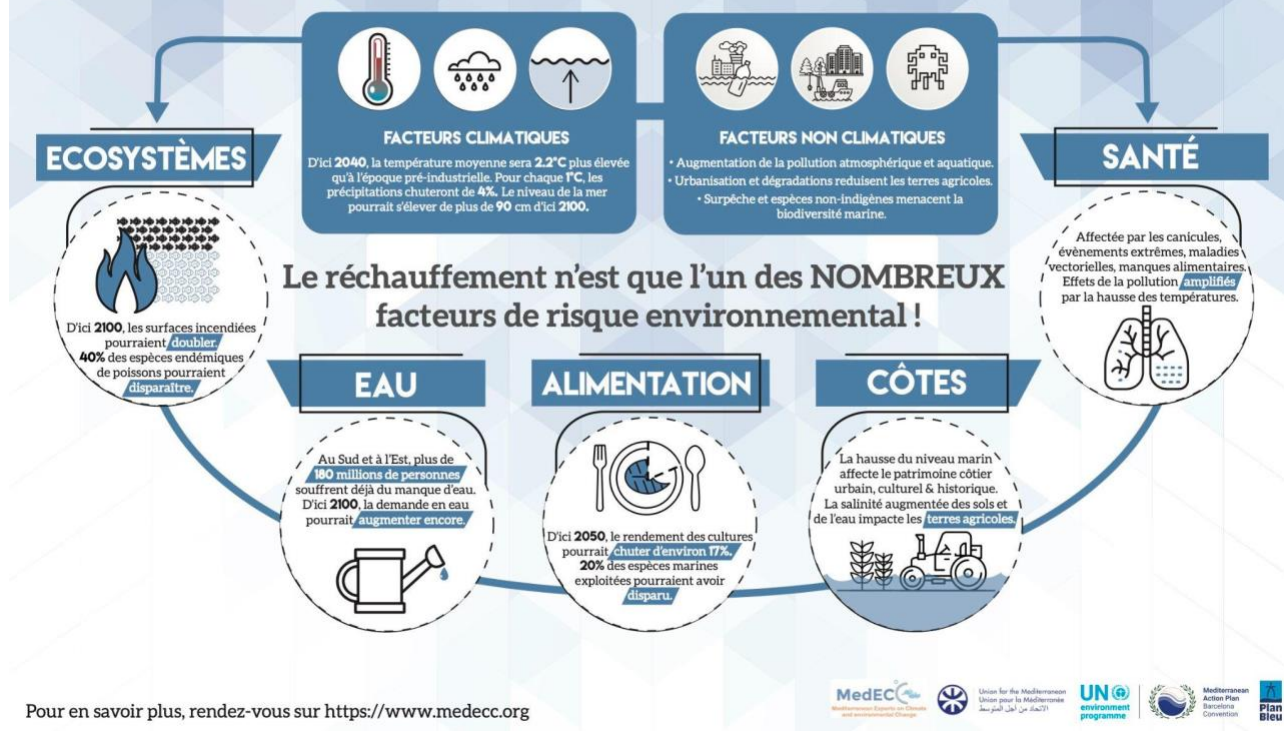 FACTEURS CLIMATIQUES
D'ici 2040, la température moyenne sera 2.2°C plus élevée
qu'à l'époque pré-industrielle. Pour chaque 1°C, les
précipitations chuteront de 4%. Le niveau de la mer
pourrait s'élever de plus de 90 cm d'ici 2100.
FACTEURS NON CLIMATIQUES
• Augmentation de la pollution atmosphérique et aquatique.
• Urbanisation et dégradations reduisent les terres agricoles.
• Surpêche et espèces non-indigènes menacent la
biodiversité marine.
ECOSYSTÈMES
D'ici 2100, les surfaces incendiées
pourraient doubler.
40% des espèces endémiques
de poissons pourraient
disparaître.
SANTÉ
Affectée par les canicules,
évènements extrêmes, maladies
vectorielles, manques alimentaires.
Effets de la pollution amplifiés
par la hausse des températures.
Le réchauffement n'est que l'un des NOMBREUX
facteurs de risque environnemental !
EAU
Au Sud et à l'Est, plus de
180 millions de personnes
souffrent déjà du manque d'eau.
D'ici 2100, la demande en eau
pourrait augmenter encore.
ALIMENTATION
D'ici 2050, le rendement des cultures
pourrait chuter d'environ 17%.
20% des espèces marines
exploitées pourraient avoir
disparu.
CÔTES
La hausse du niveau marin
affecte le patrimoine côtier
urbain, culturel & historique.
La salinité augmentée des sols et
de l'eau impacte les terres agricoles.
Pour en savoir plus, rendez-vous sur https://www.medecc.org
MedECC
Mediterranean Experts on Climate
and environmental Change
Union for the Mediterranean
Union pour la Méditerranée
الاتحاد من أجل المتوسط
UN
environment
programme
Mediterranean
Action Plan
Barcelona
Convention
Plan
Bleu